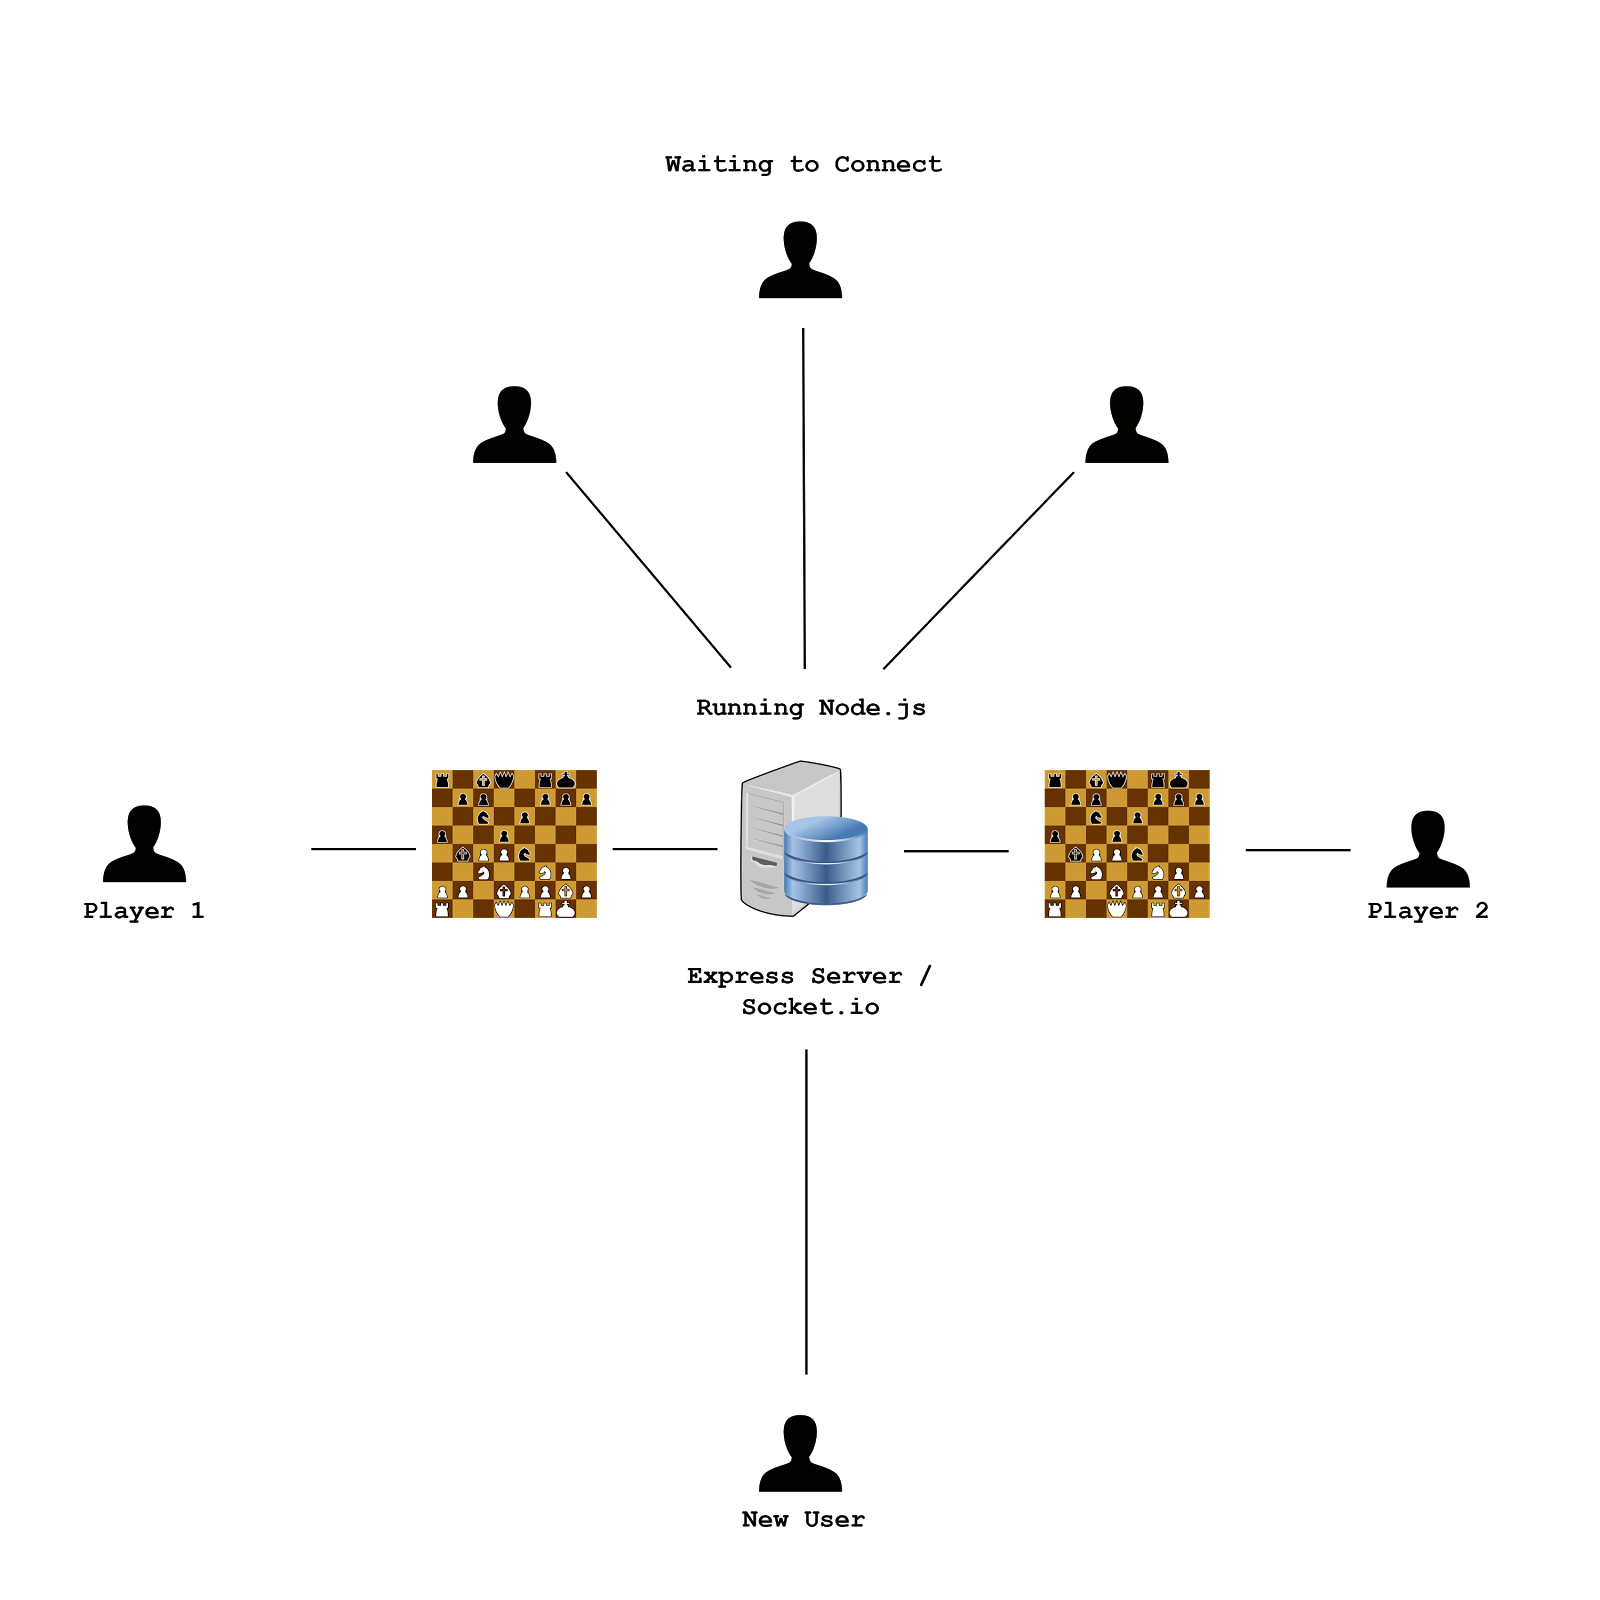 Waiting to Connect
Running Node.js
Player 1
Player 2
Express Server /
Socket.io
New User